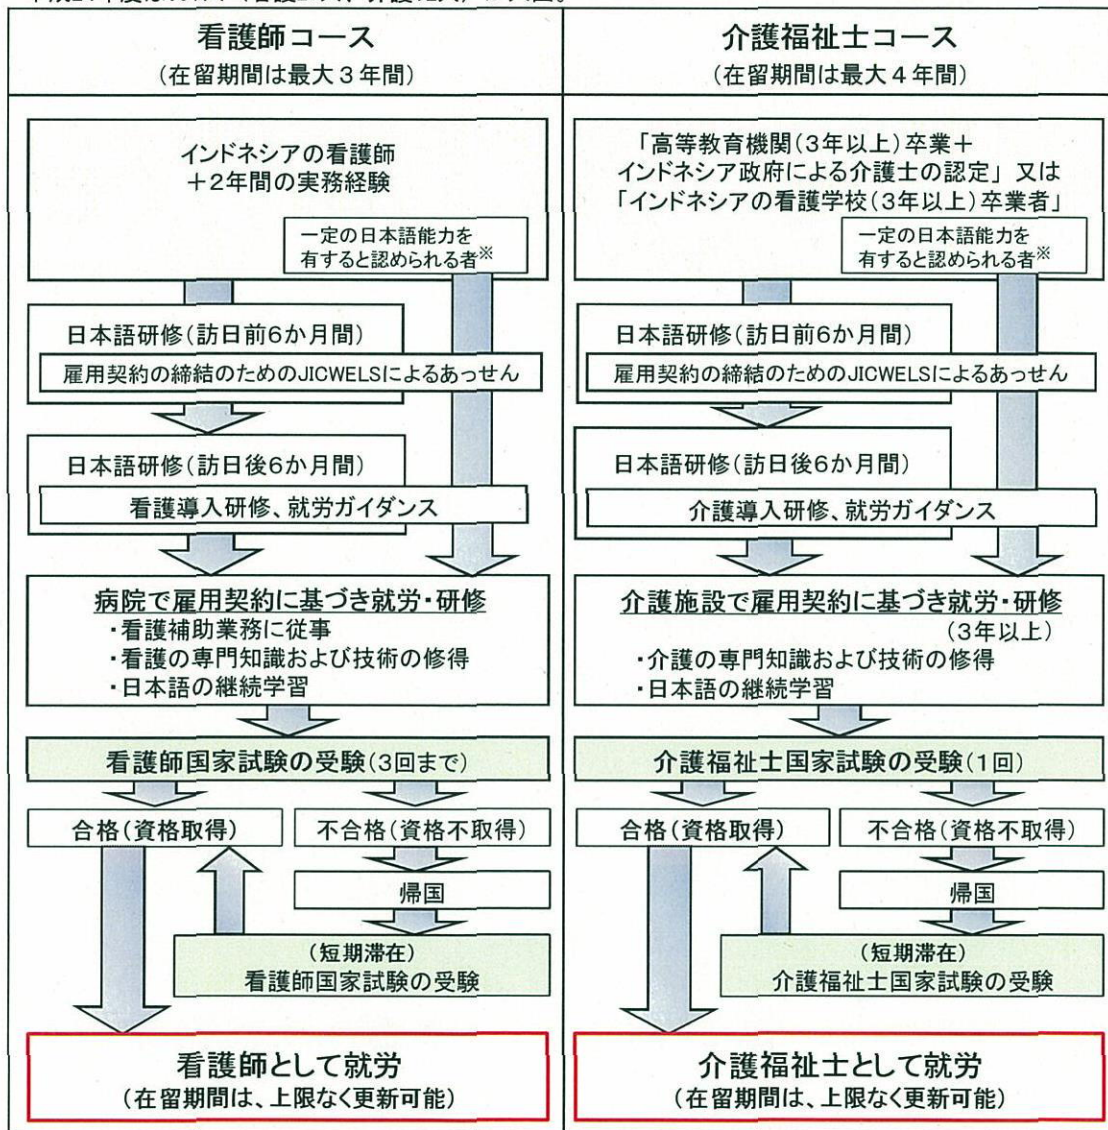 看護師コース
(在留期間は最大3年間)
インドネシアの看護師
+2年間の実務経験
一定の日本語能力を
有すると認められる者※
日本語研修(訪日前6か月間)
雇用契約の締結のためのJICWELSによるあっせん
日本語研修(訪日後6か月間)
看護導入研修、就労ガイダンス
病院で雇用契約に基づき就労・研修
・看護補助業務に従事
・看護の専門知識および技術の修得
・日本語の継続学習
看護師国家試験の受験(3回まで)
合格(資格取得)
不合格(資格不取得)
帰国
(短期滞在)
看護師国家試験の受験
看護師として就労
(在留期間は、上限なく更新可能)
介護福祉士コース
(在留期間は最大4年間)
「高等教育機関(3年以上)卒業+
インドネシア政府による介護士の認定」又は
「インドネシアの看護学校(3年以上)卒業者」
一定の日本語能力を
有すると認められる者※
日本語研修(訪日前6か月間)
雇用契約の締結のためのJICWELSによるあっせん
日本語研修(訪日後6か月間)
介護導入研修、就労ガイダンス
介護施設で雇用契約に基づき就労・研修
(3年以上)
・介護の専門知識および技術の修得
・日本語の継続学習
介護福祉士国家試験の受験(1回)
合格(資格取得)
不合格(資格不取得)
帰国
(短期滞在)
介護福祉士国家試験の受験
介護福祉士として就労
(在留期間は、上限なく更新可能)